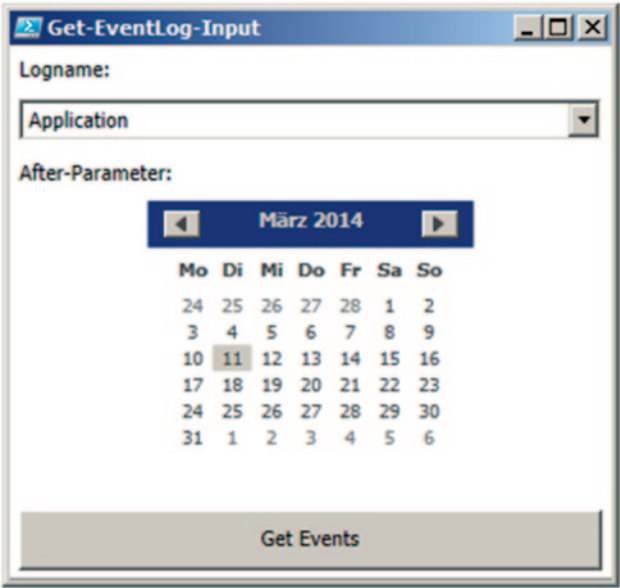 Get-EventLog-Input
Logname:
Application
After-Parameter:
März 2014
Mo Di Mi Do Fr Sa So
24 25 26 27 28 1 2
3 4 5 6 7 8 9
10 11 12 13 14 15 16
17 18 19 20 21 22 23
24 25 26 27 28 29 30
31 1 2 3 4 5 6
Get Events